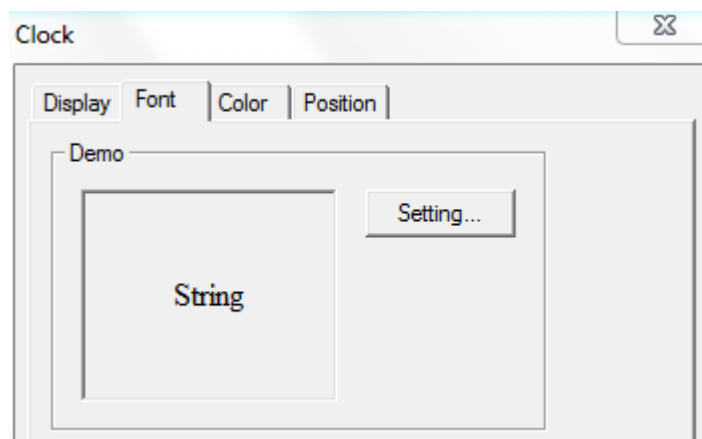 Clock
Display Font Color Position
Demo
Setting...
String